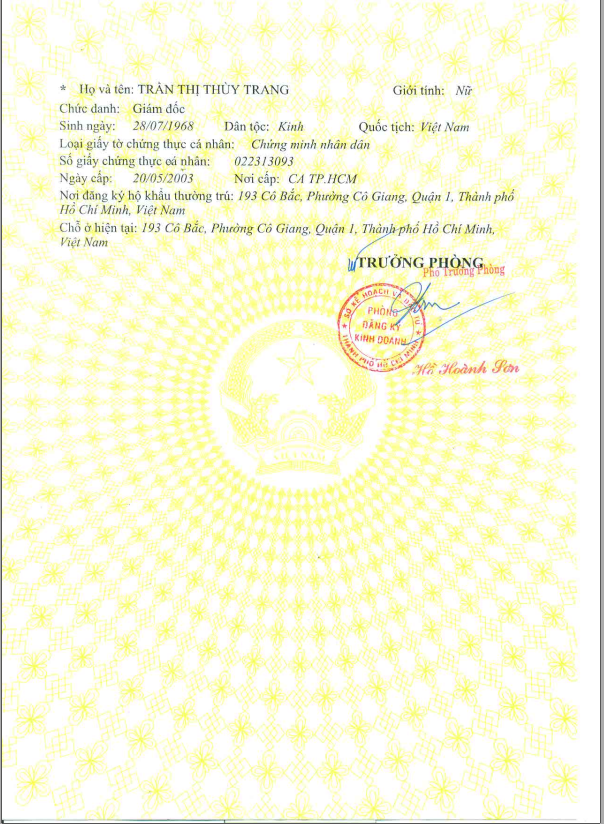 * Họ và tên: TRẦN THỊ THÙY TRANG Giới tính: Nữ
Chức danh: Giám đốc
Sinh ngày: 28/07/1968 Dân tộc: Kinh Quốc tịch: Việt Nam
Loại giấy tờ chứng thực cá nhân: Chứng minh nhân dân
Số giấy chứng thực cá nhân: 022313093
Ngày cấp: 20/05/2003 Nơi cấp: CA TP.HCM
Nơi đăng ký hộ khẩu thường trú: 193 Cô Bắc, Phường Cô Giang, Quận 1, Thành phố
Hồ Chí Minh, Việt Nam
Chỗ ở hiện tại: 193 Cô Bắc, Phường Cô Giang, Quận 1, Thành phố Hồ Chí Minh,
Việt Nam
TRƯỞNG PHÒNG
Phó Trưởng Phòng
SỞ KẾ HOẠCH VÀ ĐẦU TƯ
PHÒNG
ĐĂNG KÝ
KINH DOANH
THÀNH PHỐ HỒ CHÍ MINH
Hồ Hoành Sơn
VIỆT NAM